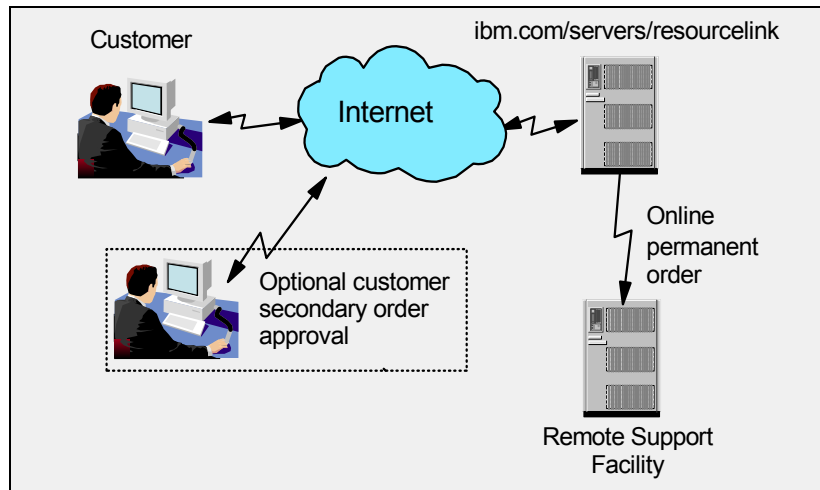 Customer
ibm.com/servers/resourcelink
Internet
Online
permanent
order
Optional customer
secondary order
approval
Remote Support
Facility